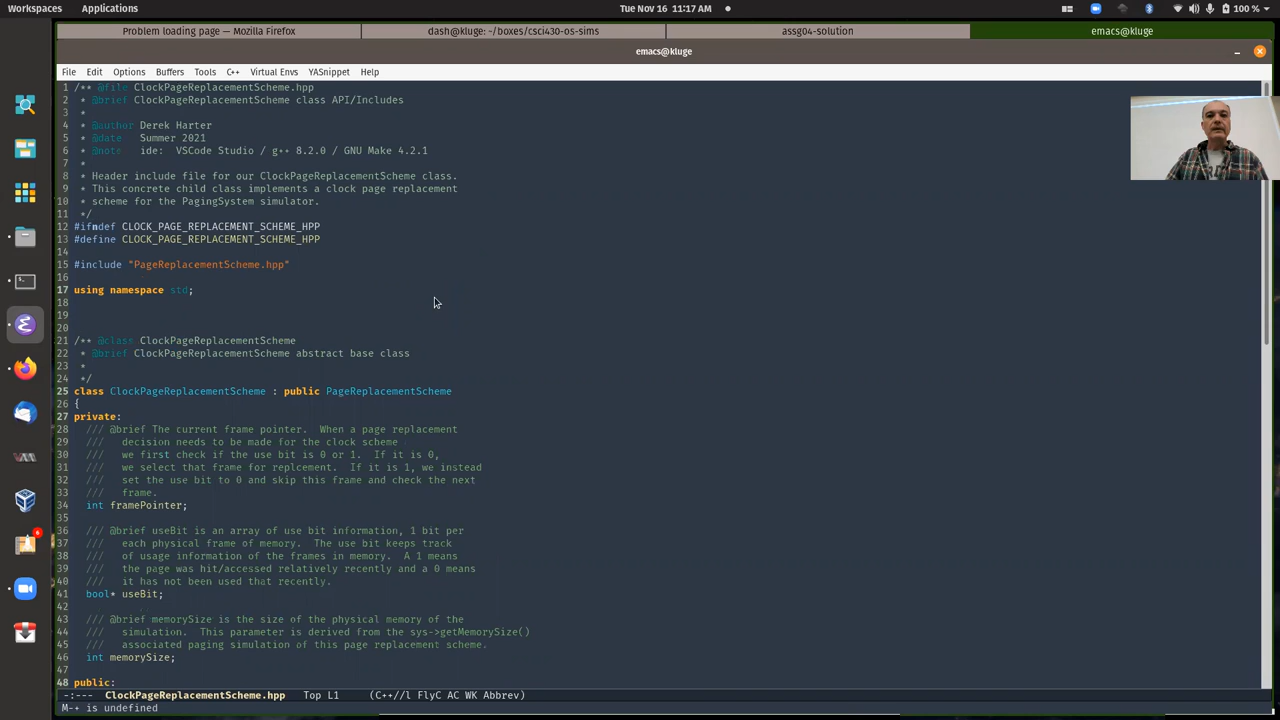 Workspaces Applications Tue Nov 16 11:17 AM 100 %
Problem loading page — Mozilla Firefox dash@kluge: ~/boxes/csci430-os-sims assg04-solution emacs@kluge
emacs@kluge
File Edit Options Buffers Tools C++ Virtual Envs YASnippet Help
1 /** @file ClockPageReplacementScheme.hpp
2 * @brief ClockPageReplacementScheme class API/Includes
3 *
4 * @author Derek Harter
5 * @date Summer 2021
6 * @note ide: VSCode Studio / g++ 8.2.0 / GNU Make 4.2.1
7 *
8 * Header include file for our ClockPageReplacementScheme class.
9 * This concrete child class implements a clock page replacement
10 * scheme for the PagingSystem simulator.
11 */
12 #ifndef CLOCK_PAGE_REPLACEMENT_SCHEME_HPP
13 #define CLOCK_PAGE_REPLACEMENT_SCHEME_HPP
14
15 #include "PageReplacementScheme.hpp"
16
17 using namespace std;
18
19
20
21 /** @class ClockPageReplacementScheme
22 * @brief ClockPageReplacementScheme abstract base class
23 *
24 */
25 class ClockPageReplacementScheme : public PageReplacementScheme
26 {
27 private:
28 /// @brief The current frame pointer. When a page replacement
29 /// decision needs to be made for the clock scheme
30 /// we first check if the use bit is 0 or 1. If it is 0,
31 /// we select that frame for replcement. If it is 1, we instead
32 /// set the use bit to 0 and skip this frame and check the next
33 /// frame.
34 int framePointer;
35
36 /// @brief useBit is an array of use bit information, 1 bit per
37 /// each physical frame of memory. The use bit keeps track
38 /// of usage information of the frames in memory. A 1 means
39 /// the page was hit/accessed relatively recently and a 0 means
40 /// it has not been used that recently.
41 bool* useBit;
42
43 /// @brief memorySize is the size of the physical memory of the
44 /// simulation. This parameter is derived from the sys->getMemorySize()
45 /// associated paging simulation of this page replacement scheme.
46 int memorySize;
47
48 public:
-:--- ClockPageReplacementScheme.hpp Top L1 (C++//l FlyC AC WK Abbrev)
M-+ is undefined